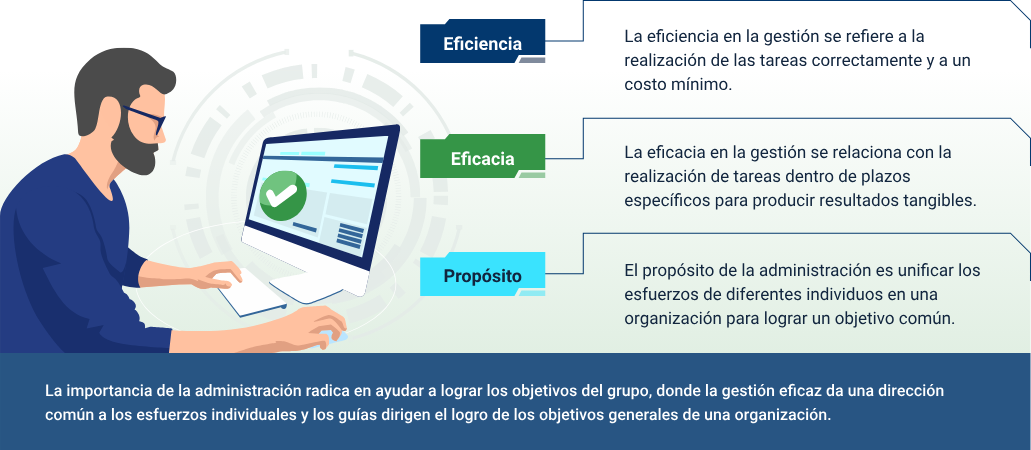 Eficiencia
La eficiencia en la gestión se refiere a la
realización de las tareas correctamente y a un
costo mínimo.
Eficacia
La eficacia en la gestión se relaciona con la
realización de tareas dentro de plazos
específicos para producir resultados tangibles.
Propósito
El propósito de la administración es unificar los
esfuerzos de diferentes individuos en una
organización para lograr un objetivo común.
La importancia de la administración radica en ayudar a lograr los objetivos del grupo, donde la gestión eficaz da una dirección
común a los esfuerzos individuales y los guías dirigen el logro de los objetivos generales de una organización.